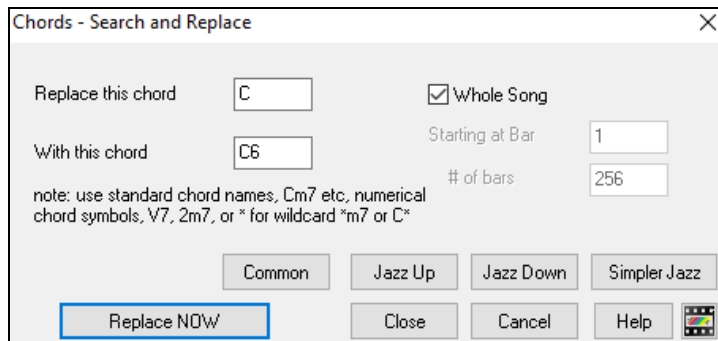 Chords - Search and Replace
Replace this chord C
Whole Song
With this chord C6
Starting at Bar 1
# of bars 256
note: use standard chord names, Cm7 etc, numerical
chord symbols, V7, 2m7, or * for wildcard *m7 or C*
Common Jazz Up Jazz Down Simpler Jazz
Replace NOW Close Cancel Help